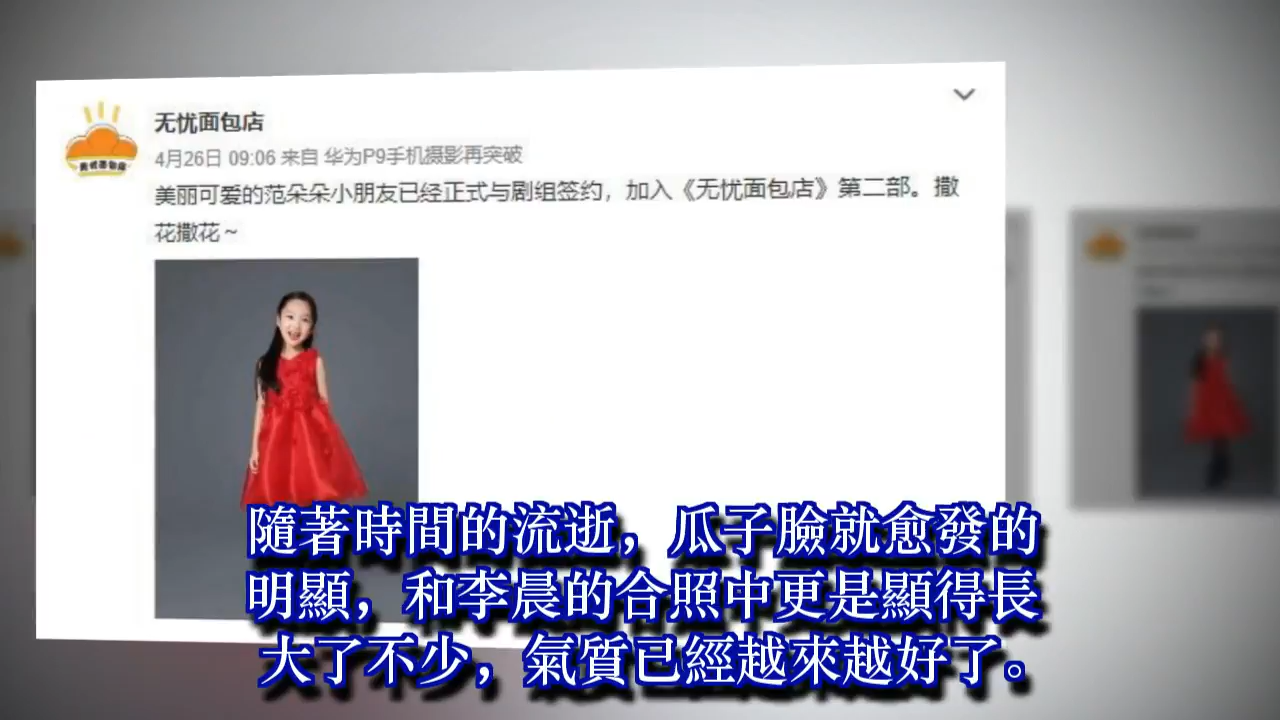 无忧面包店
4月26日 09:06 来自 华为P9手机摄影再突破
美丽可爱的范朵朵小朋友已经正式与剧组签约，加入《无忧面包店》第二部。撒
花撒花～
隨著時間的流逝，瓜子臉就愈發的
明顯，和李晨的合照中更是顯得長
大了不少，氣質已經越來越好了。